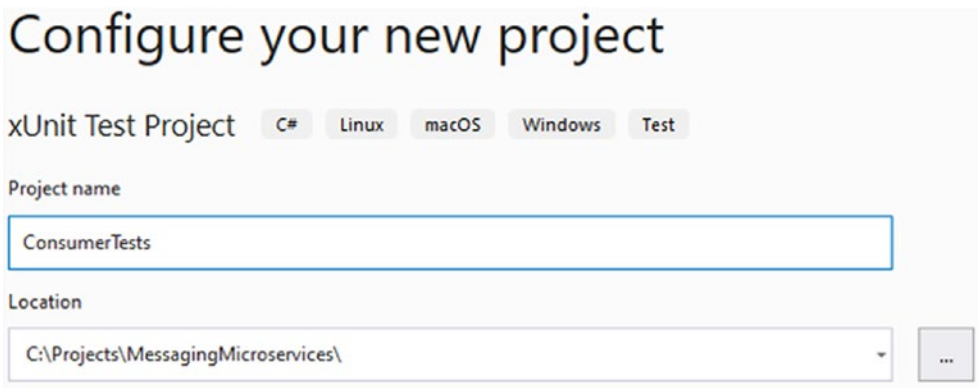 Configure your new project
xUnit Test Project C# Linux macOS Windows Test
Project name
ConsumerTests
Location
C:\Projects\MessagingMicroservices\
...